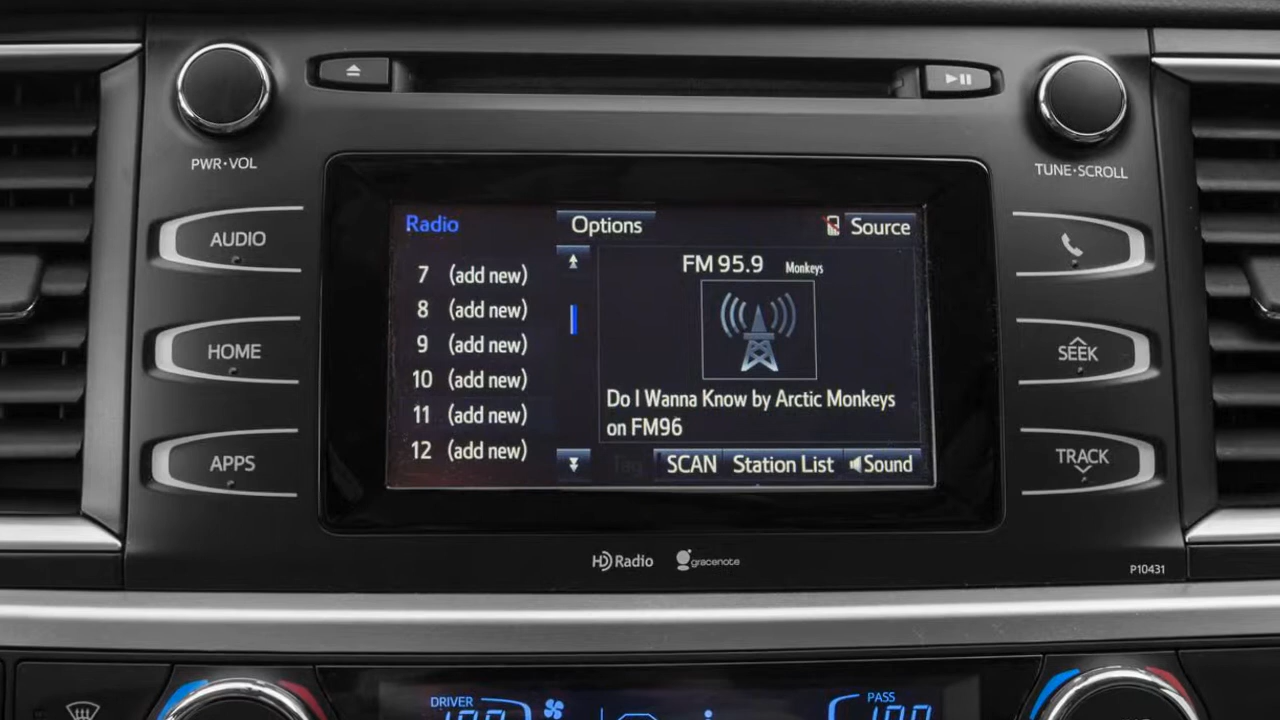 PWR•VOL
TUNE•SCROLL
AUDIO
HOME
APPS
SEEK
TRACK
Radio
Options
Source
7 (add new)
8 (add new)
9 (add new)
10 (add new)
11 (add new)
12 (add new)
FM 95.9 Monkeys
Do I Wanna Know by Arctic Monkeys
on FM96
Tag
SCAN
Station List
Sound
HD Radio
gracenote
P10431
DRIVER
PASS